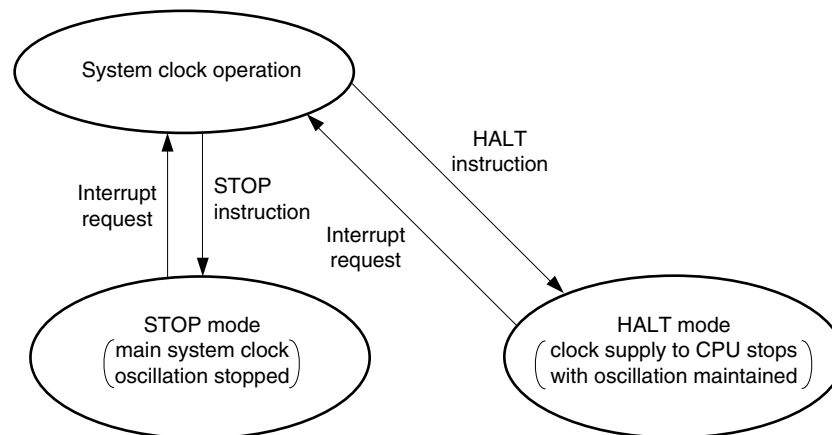 System clock operation
HALT
instruction
Interrupt
request
STOP
instruction
Interrupt
request
STOP mode
main system clock
oscillation stopped
HALT mode
clock supply to CPU stops
with oscillation maintained